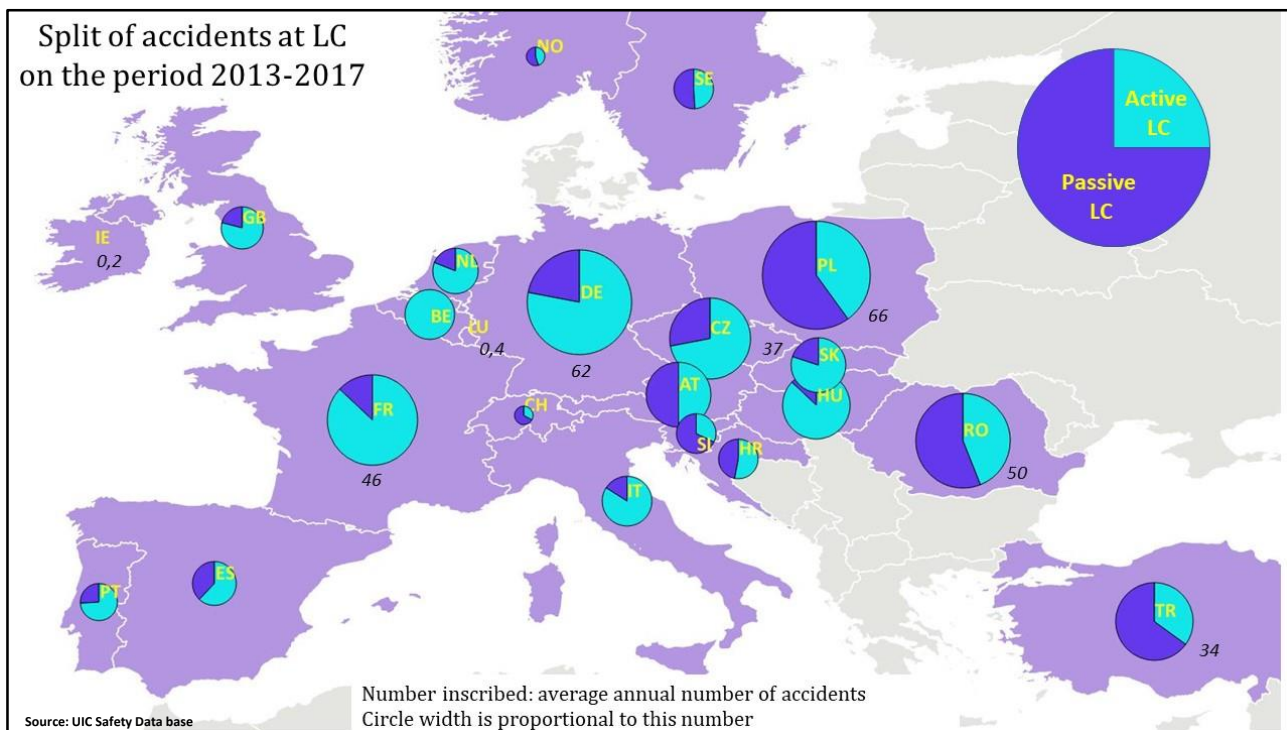 Split of accidents at LC
on the period 2013-2017
NO
SE
Active
LC
Passive
LC
IE
0,2
GB
NL
BE
LU
0,4
DE
62
PL
66
CZ
37
SK
HU
AT
SI
HR
FR
46
CH
IT
RO
50
PT
ES
TR
34
Number inscribed: average annual number of accidents
Circle width is proportional to this number
Source: UIC Safety Data base